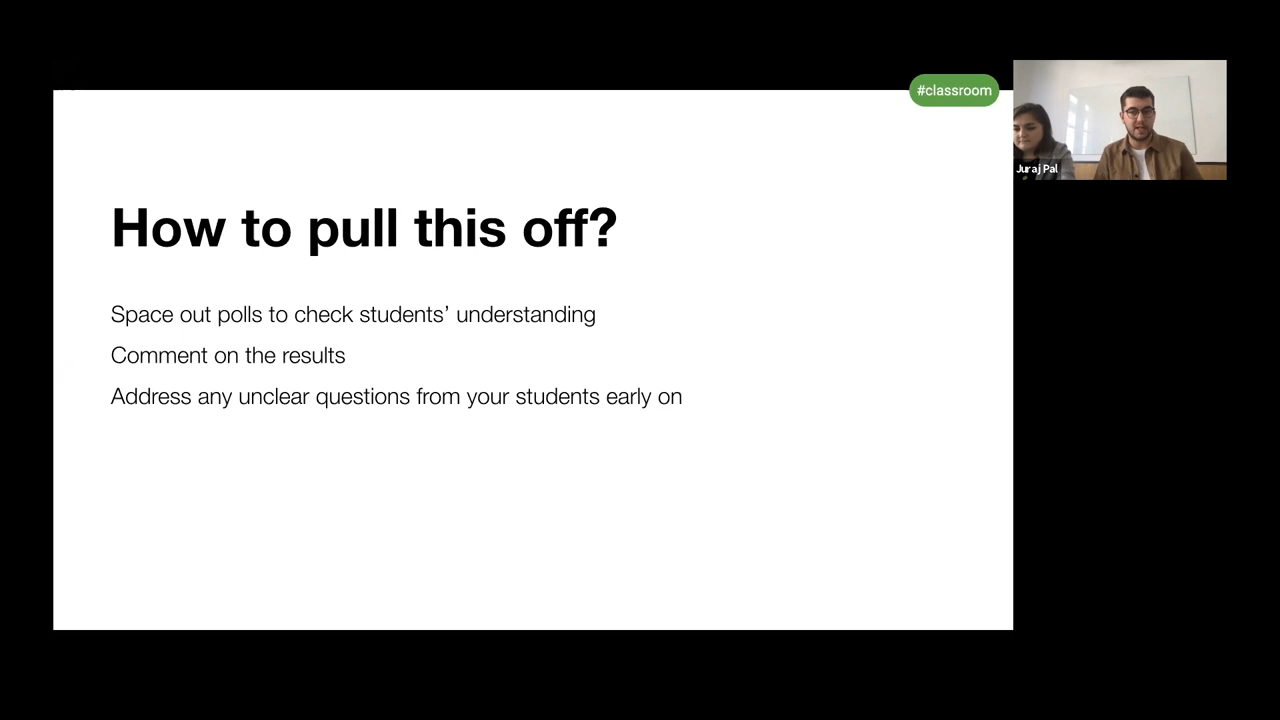 #classroom
Juraj Pal
How to pull this off?
Space out polls to check students’ understanding
Comment on the results
Address any unclear questions from your students early on